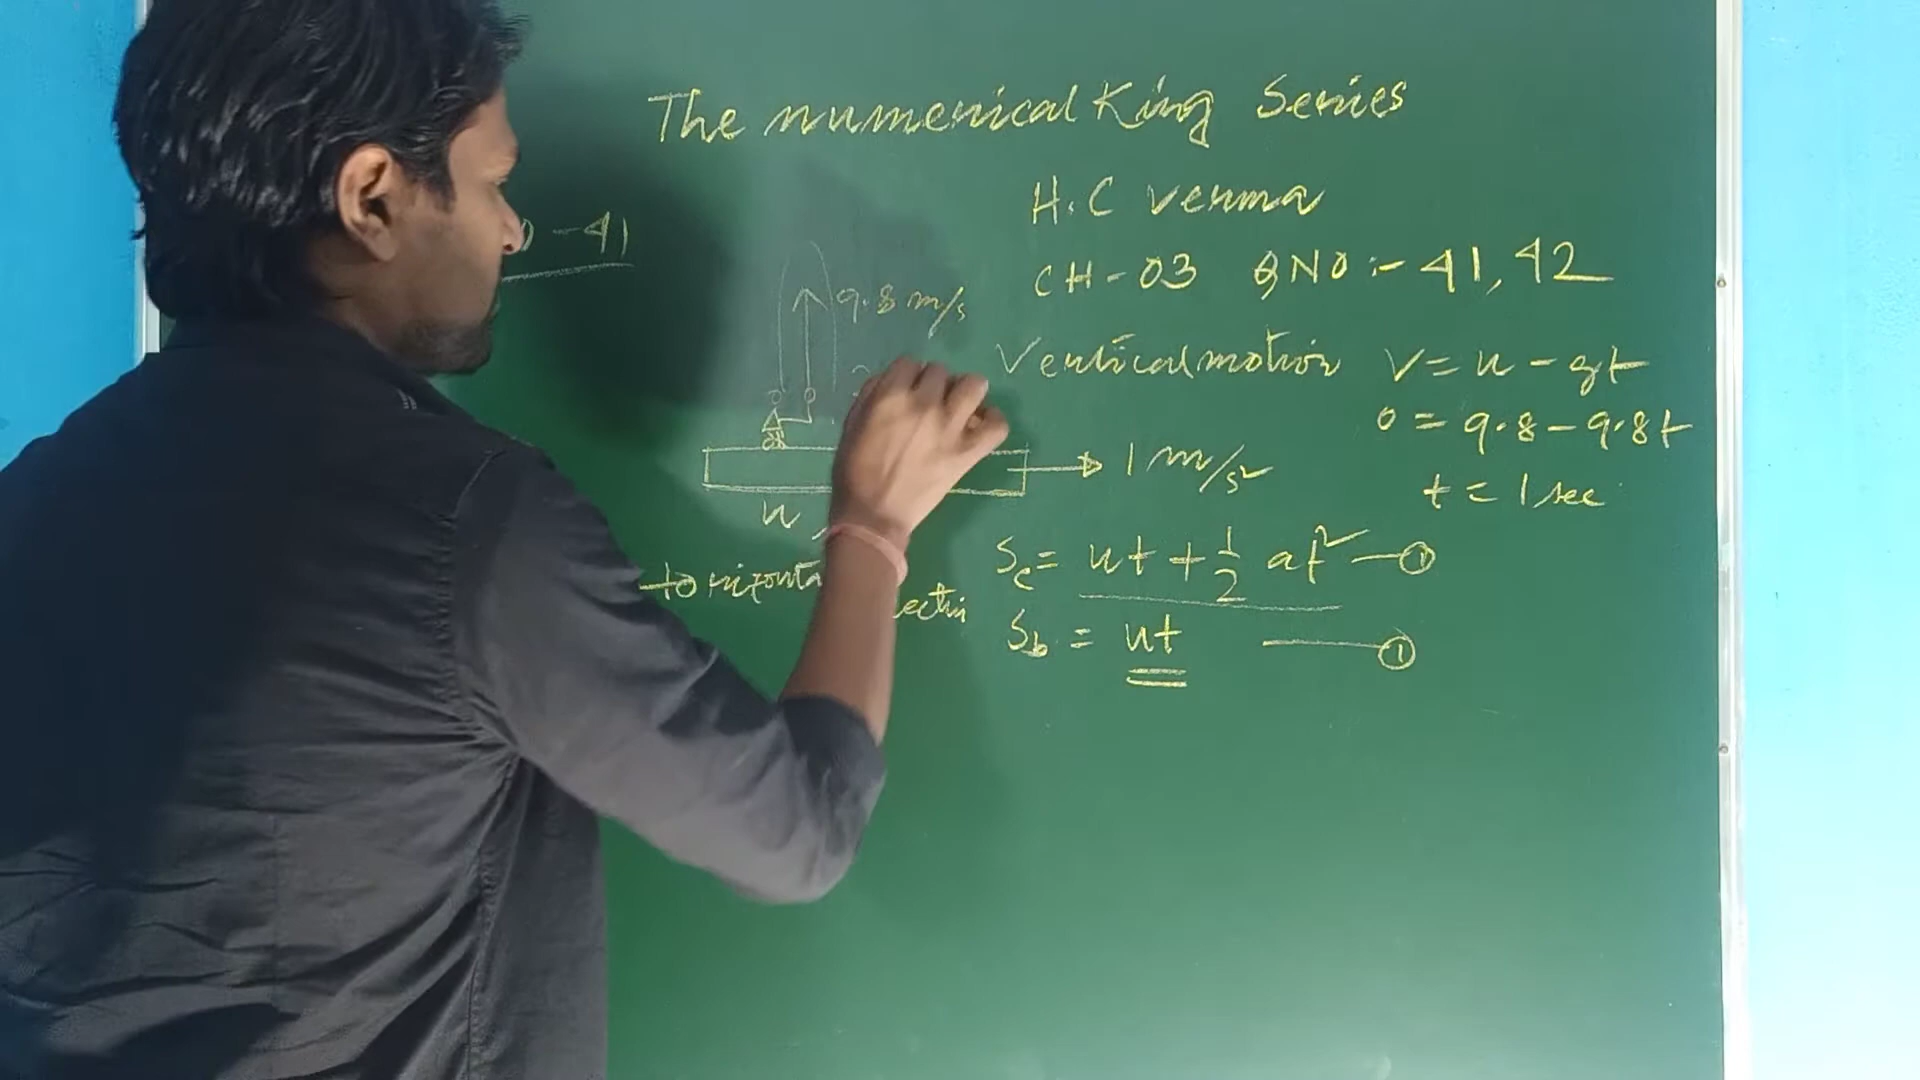 The numerical King Series
H.C verma
-41
CH-03 QNO:-41,42
9.8 m/s
Vertical motion v = u - gt
0 = 9.8 - 9.8t
1 m/s²
t = 1 sec
u
Sc = ut + 1/2 at² — ①
Sb = ut — ①